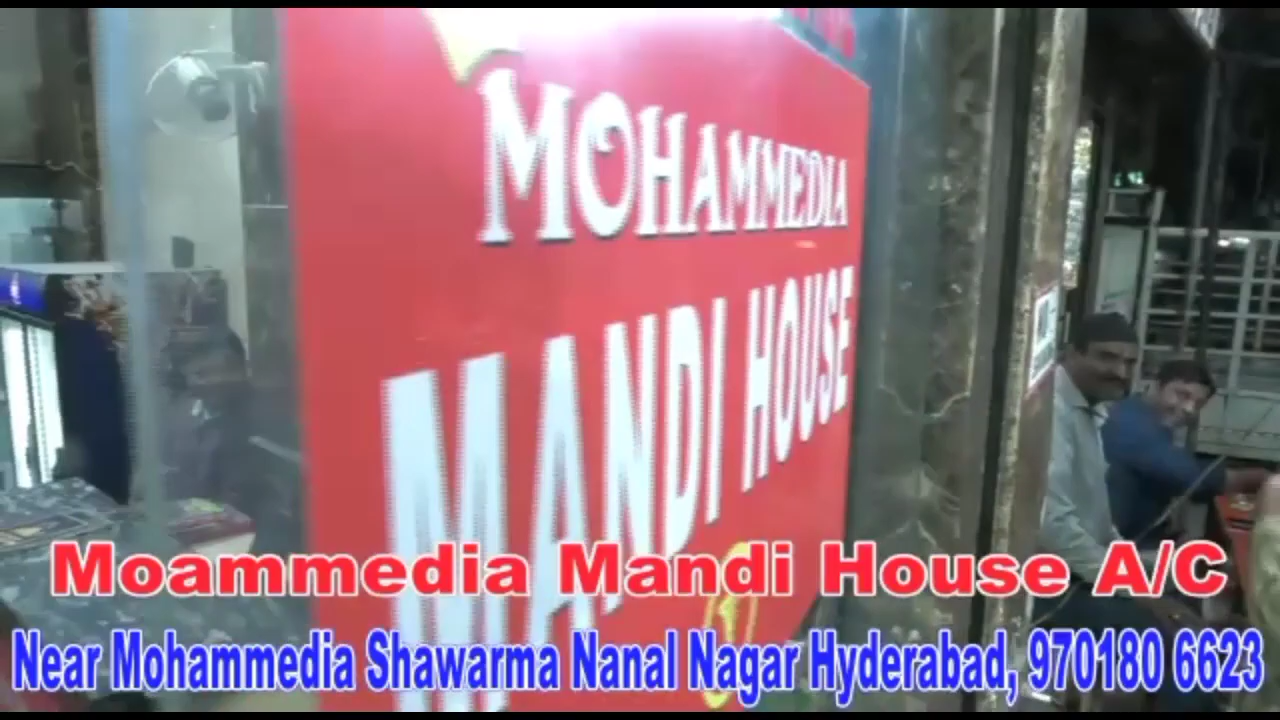 MOHAMMEDIA
MANDI HOUSE
Moammedia Mandi House A/C
Near Mohammedia Shawarma Nanal Nagar Hyderabad, 970180 6623